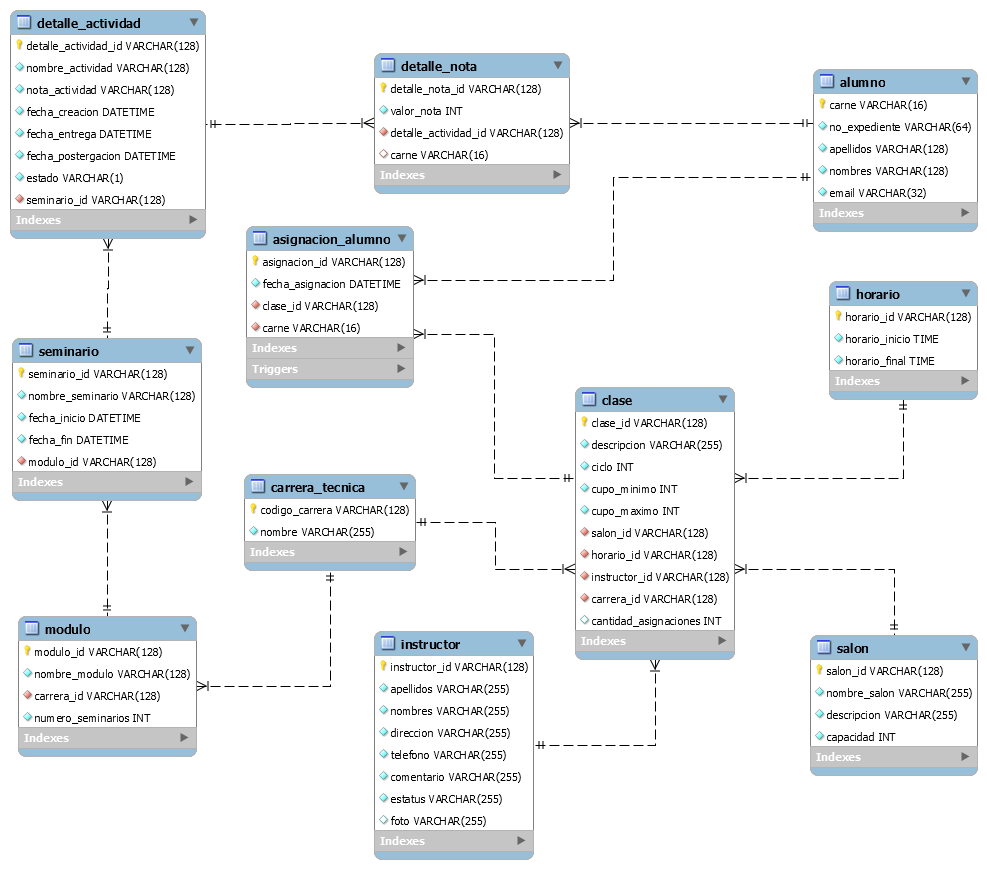 detalle_actividad
detalle_actividad_id VARCHAR(128)
nombre_actividad VARCHAR(128)
nota_actividad VARCHAR(128)
fecha_creacion DATETIME
fecha_entrega DATETIME
fecha_postergacion DATETIME
estado VARCHAR(1)
seminario_id VARCHAR(128)
Indexes
detalle_nota
detalle_nota_id VARCHAR(128)
valor_nota INT
detalle_actividad_id VARCHAR(128)
carne VARCHAR(16)
Indexes
alumno
carne VARCHAR(16)
no_expediente VARCHAR(64)
apellidos VARCHAR(128)
nombres VARCHAR(128)
email VARCHAR(32)
Indexes
asignacion_alumno
asignacion_id VARCHAR(128)
fecha_asignacion DATETIME
clase_id VARCHAR(128)
carne VARCHAR(16)
Indexes
Triggers
horario
horario_id VARCHAR(128)
horario_inicio TIME
horario_final TIME
Indexes
seminario
seminario_id VARCHAR(128)
nombre_seminario VARCHAR(128)
fecha_inicio DATETIME
fecha_fin DATETIME
modulo_id VARCHAR(128)
Indexes
clase
clase_id VARCHAR(128)
descripcion VARCHAR(255)
ciclo INT
cupo_minimo INT
cupo_maximo INT
salon_id VARCHAR(128)
horario_id VARCHAR(128)
instructor_id VARCHAR(128)
carrera_id VARCHAR(128)
cantidad_asignaciones INT
Indexes
carrera_tecnica
codigo_carrera VARCHAR(128)
nombre VARCHAR(255)
Indexes
modulo
modulo_id VARCHAR(128)
nombre_modulo VARCHAR(128)
carrera_id VARCHAR(128)
numero_seminarios INT
Indexes
instructor
instructor_id VARCHAR(128)
apellidos VARCHAR(255)
nombres VARCHAR(255)
direccion VARCHAR(255)
telefono VARCHAR(255)
comentario VARCHAR(255)
estatus VARCHAR(255)
foto VARCHAR(255)
Indexes
salon
salon_id VARCHAR(128)
nombre_salon VARCHAR(255)
descripcion VARCHAR(255)
capacidad INT
Indexes